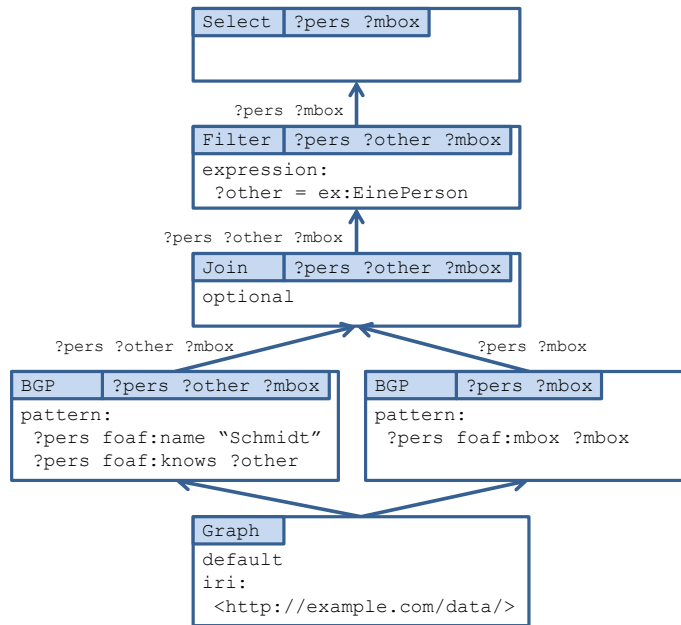 Select ?pers ?mbox
?pers ?mbox
Filter ?pers ?other ?mbox
expression:
?other = ex:EinePerson
?pers ?other ?mbox
Join ?pers ?other ?mbox
optional
?pers ?other ?mbox
?pers ?mbox
BGP ?pers ?other ?mbox
pattern:
?pers foaf:name “Schmidt”
?pers foaf:knows ?other
BGP ?pers ?mbox
pattern:
?pers foaf:mbox ?mbox
Graph
default
iri:
<http://example.com/data/>